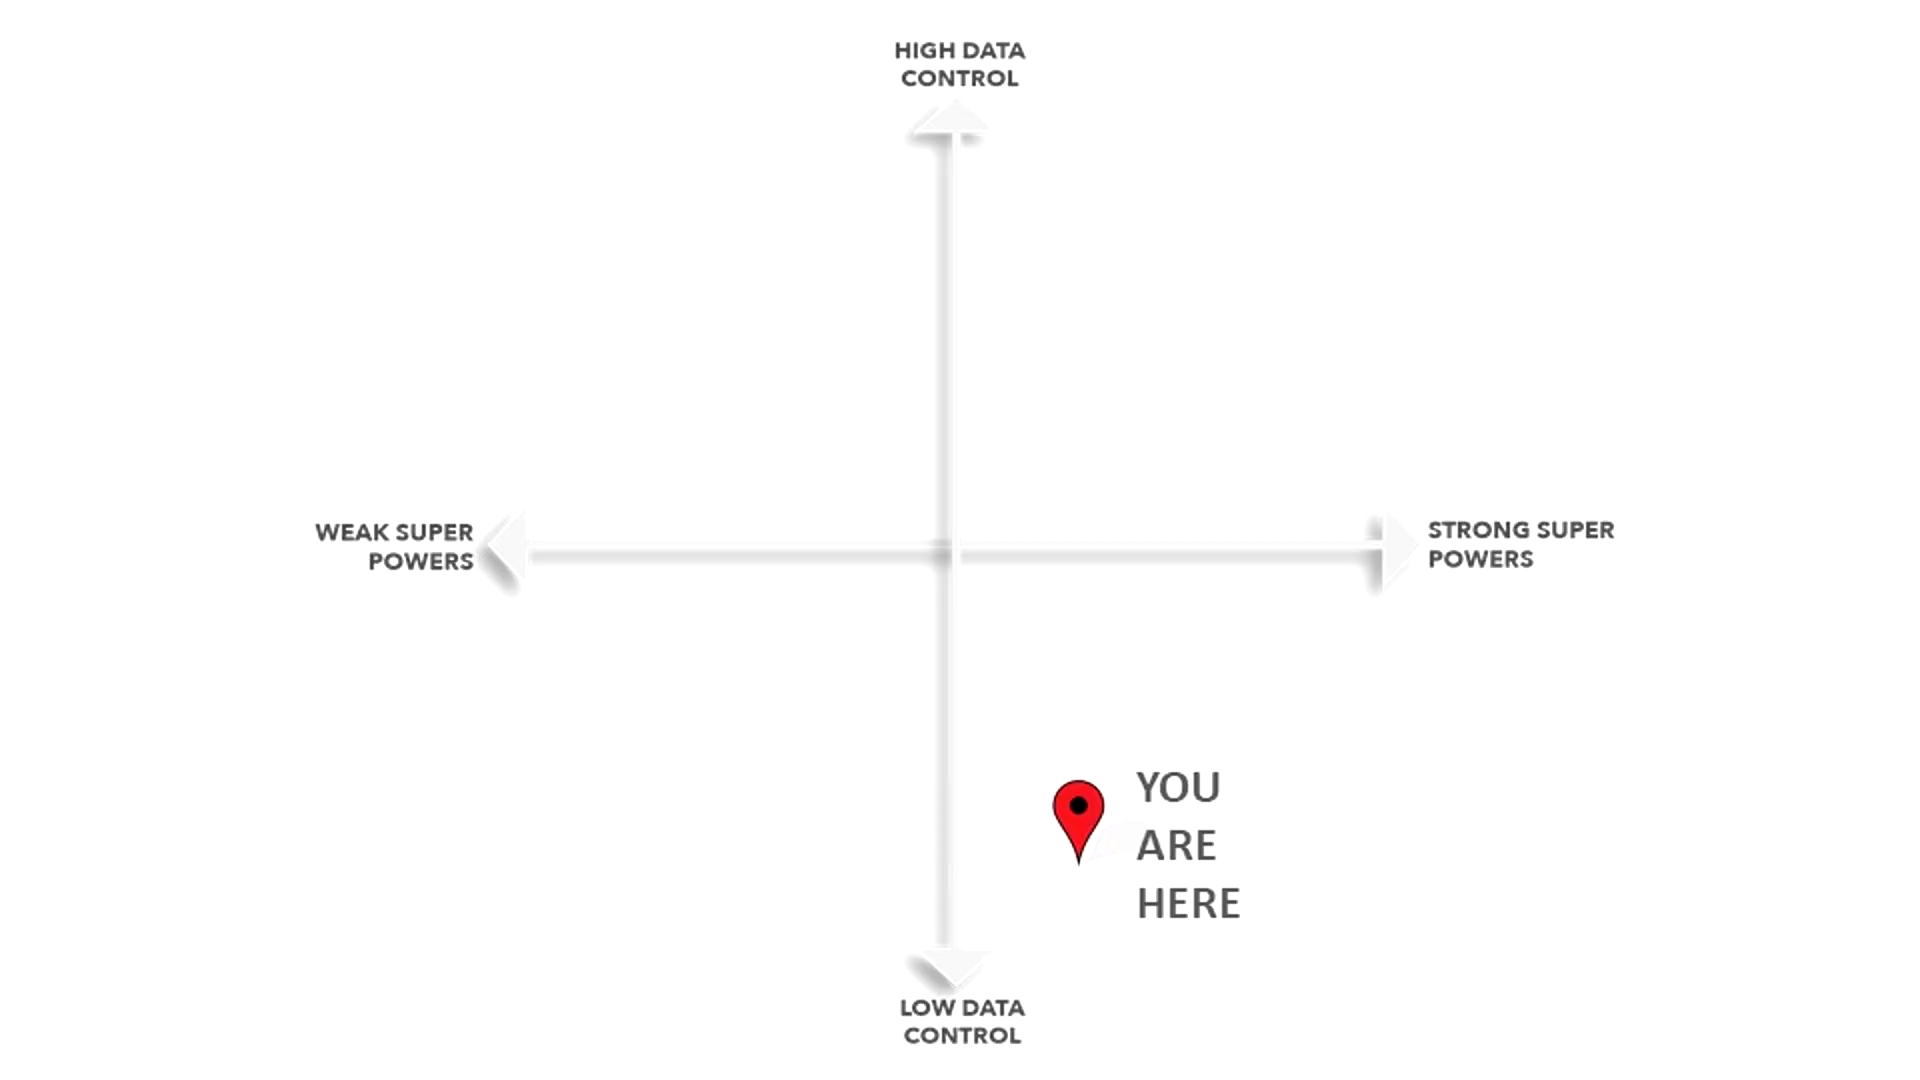 HIGH DATA
CONTROL
WEAK SUPER
POWERS
STRONG SUPER
POWERS
YOU
ARE
HERE
LOW DATA
CONTROL